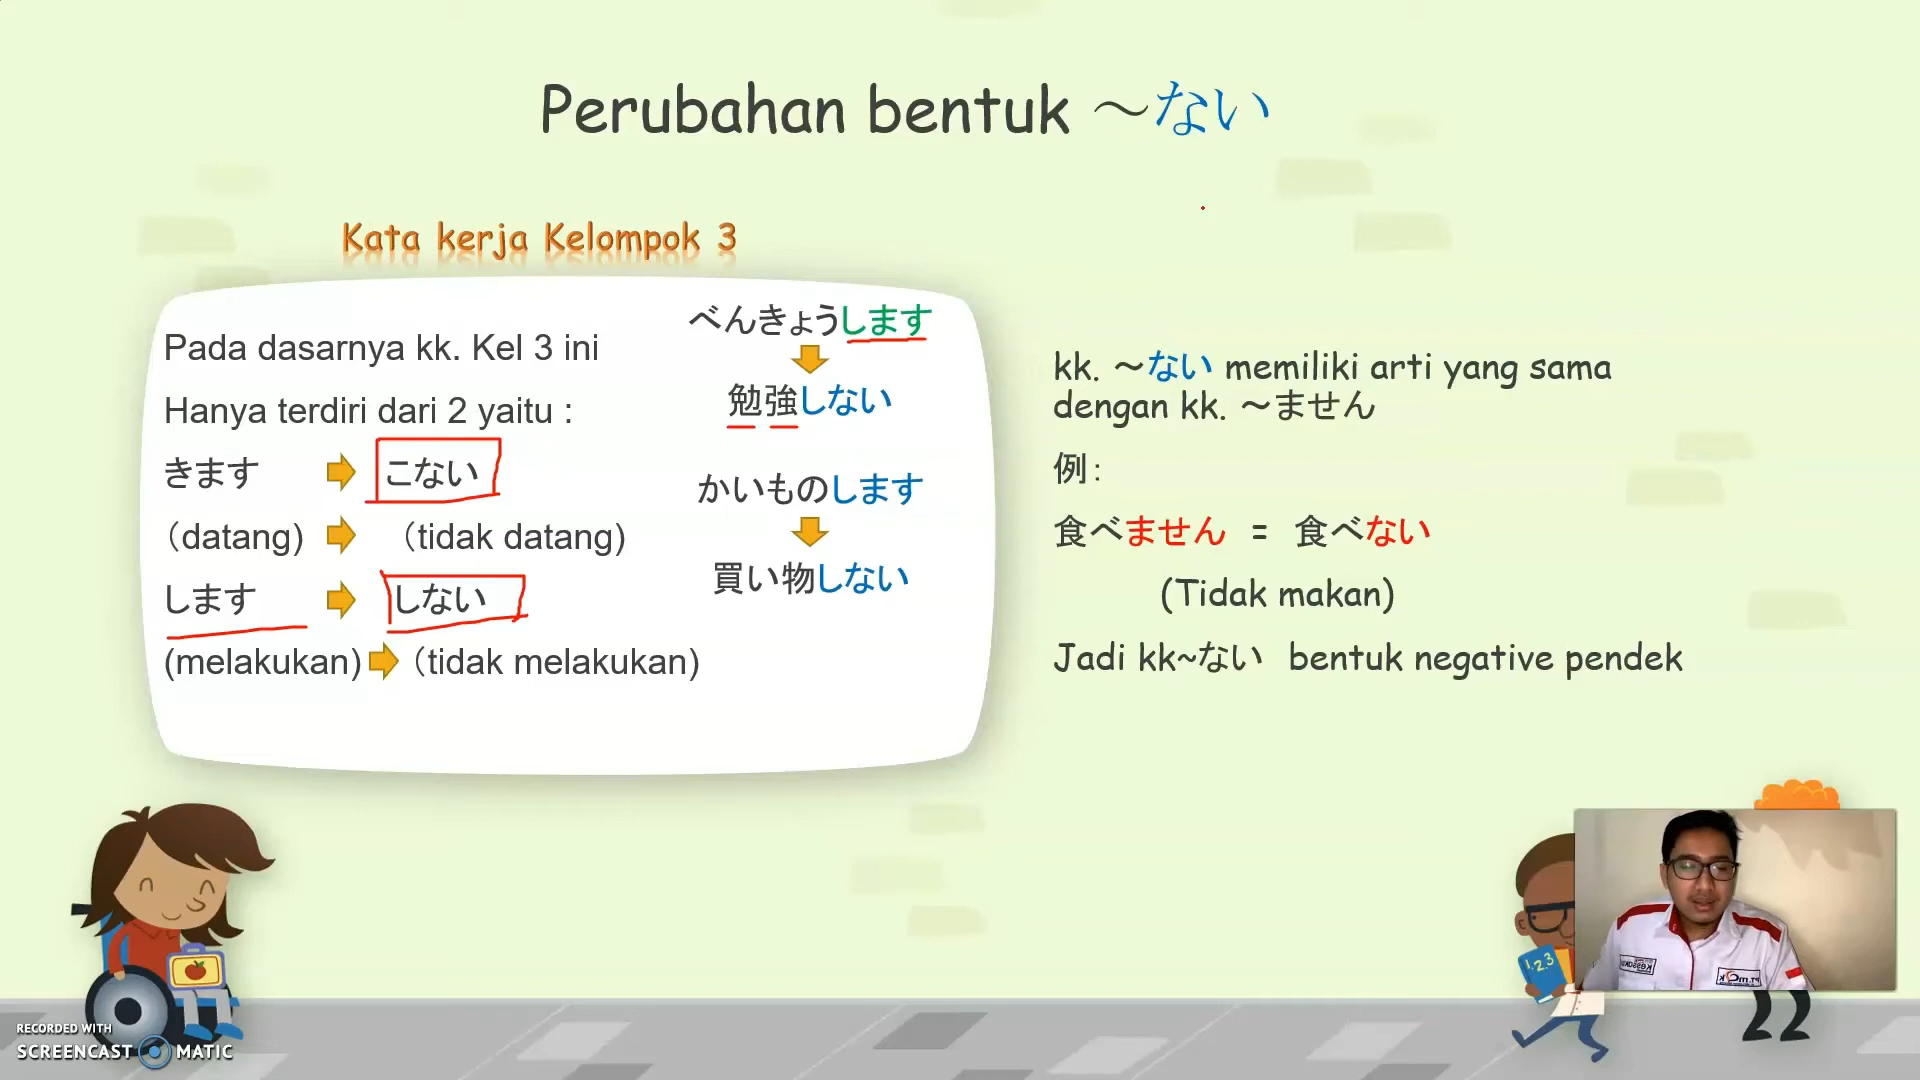 Perubahan bentuk ～ない
Kata kerja Kelompok 3
Pada dasarnya kk. Kel 3 ini
Hanya terdiri dari 2 yaitu :
きます こない
（datang) （tidak datang)
します しない
(melakukan) （tidak melakukan)
べんきょうします
勉強しない
かいものします
買い物しない
kk. ～ない memiliki arti yang sama
dengan kk. ～ません
例：
食べません = 食べない
(Tidak makan)
Jadi kk~ない bentuk negative pendek
1.2.3
RECORDED WITH
SCREENCAST MATIC